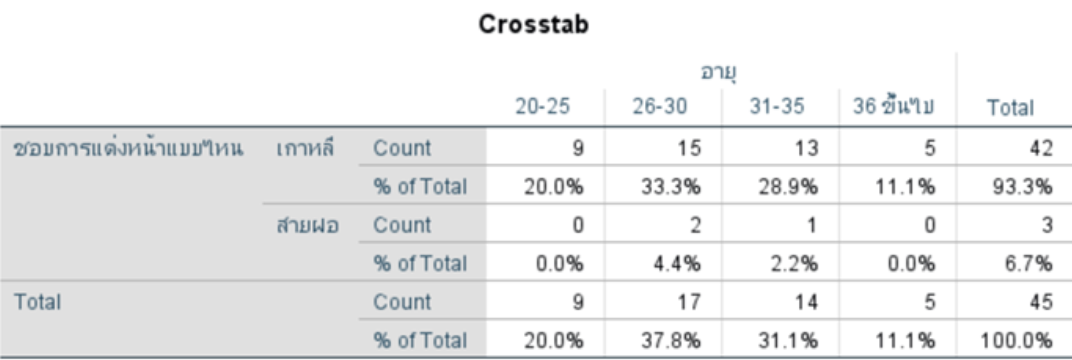 Crosstab
อายุ
20-25 26-30 31-35 36 ขึ้นไป Total
ชอบการแต่งหน้าแบบไหน เกาหลี Count 9 15 13 5 42
% of Total 20.0% 33.3% 28.9% 11.1% 93.3%
สายฝอ Count 0 2 1 0 3
% of Total 0.0% 4.4% 2.2% 0.0% 6.7%
Total Count 9 17 14 5 45
% of Total 20.0% 37.8% 31.1% 11.1% 100.0%